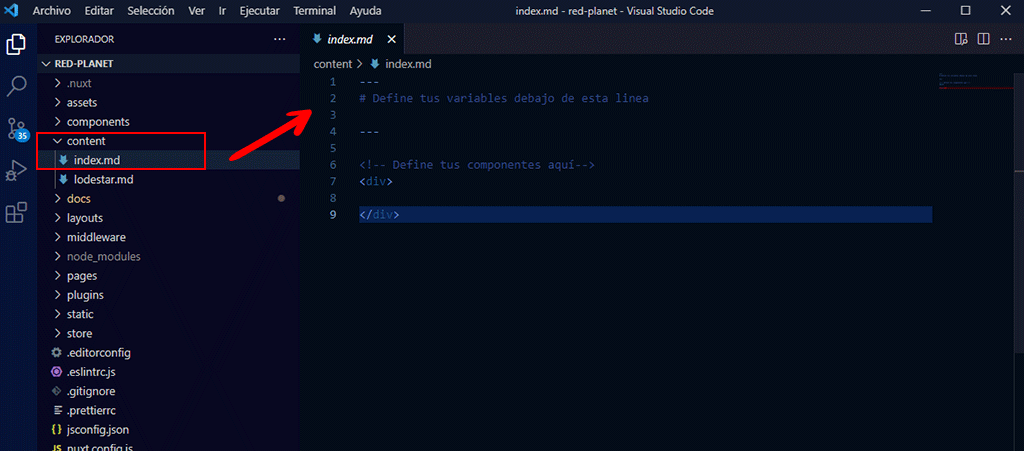 Archivo Editar Selección Ver Ir Ejecutar Terminal Ayuda index.md - red-planet - Visual Studio Code
EXPLORADOR
RED-PLANET
.nuxt
assets
components
content
index.md
lodestar.md
docs
layouts
middleware
node_modules
pages
plugins
static
store
.editorconfig
.eslintrc.js
.gitignore
.prettierrc
jsconfig.json
nuxt.config.js
35
index.md
content > index.md
1 ---
2 # Define tus variables debajo de esta linea
3
4 ---
5
6 <!-- Define tus componentes aquí-->
7 <div>
8
9 </div>